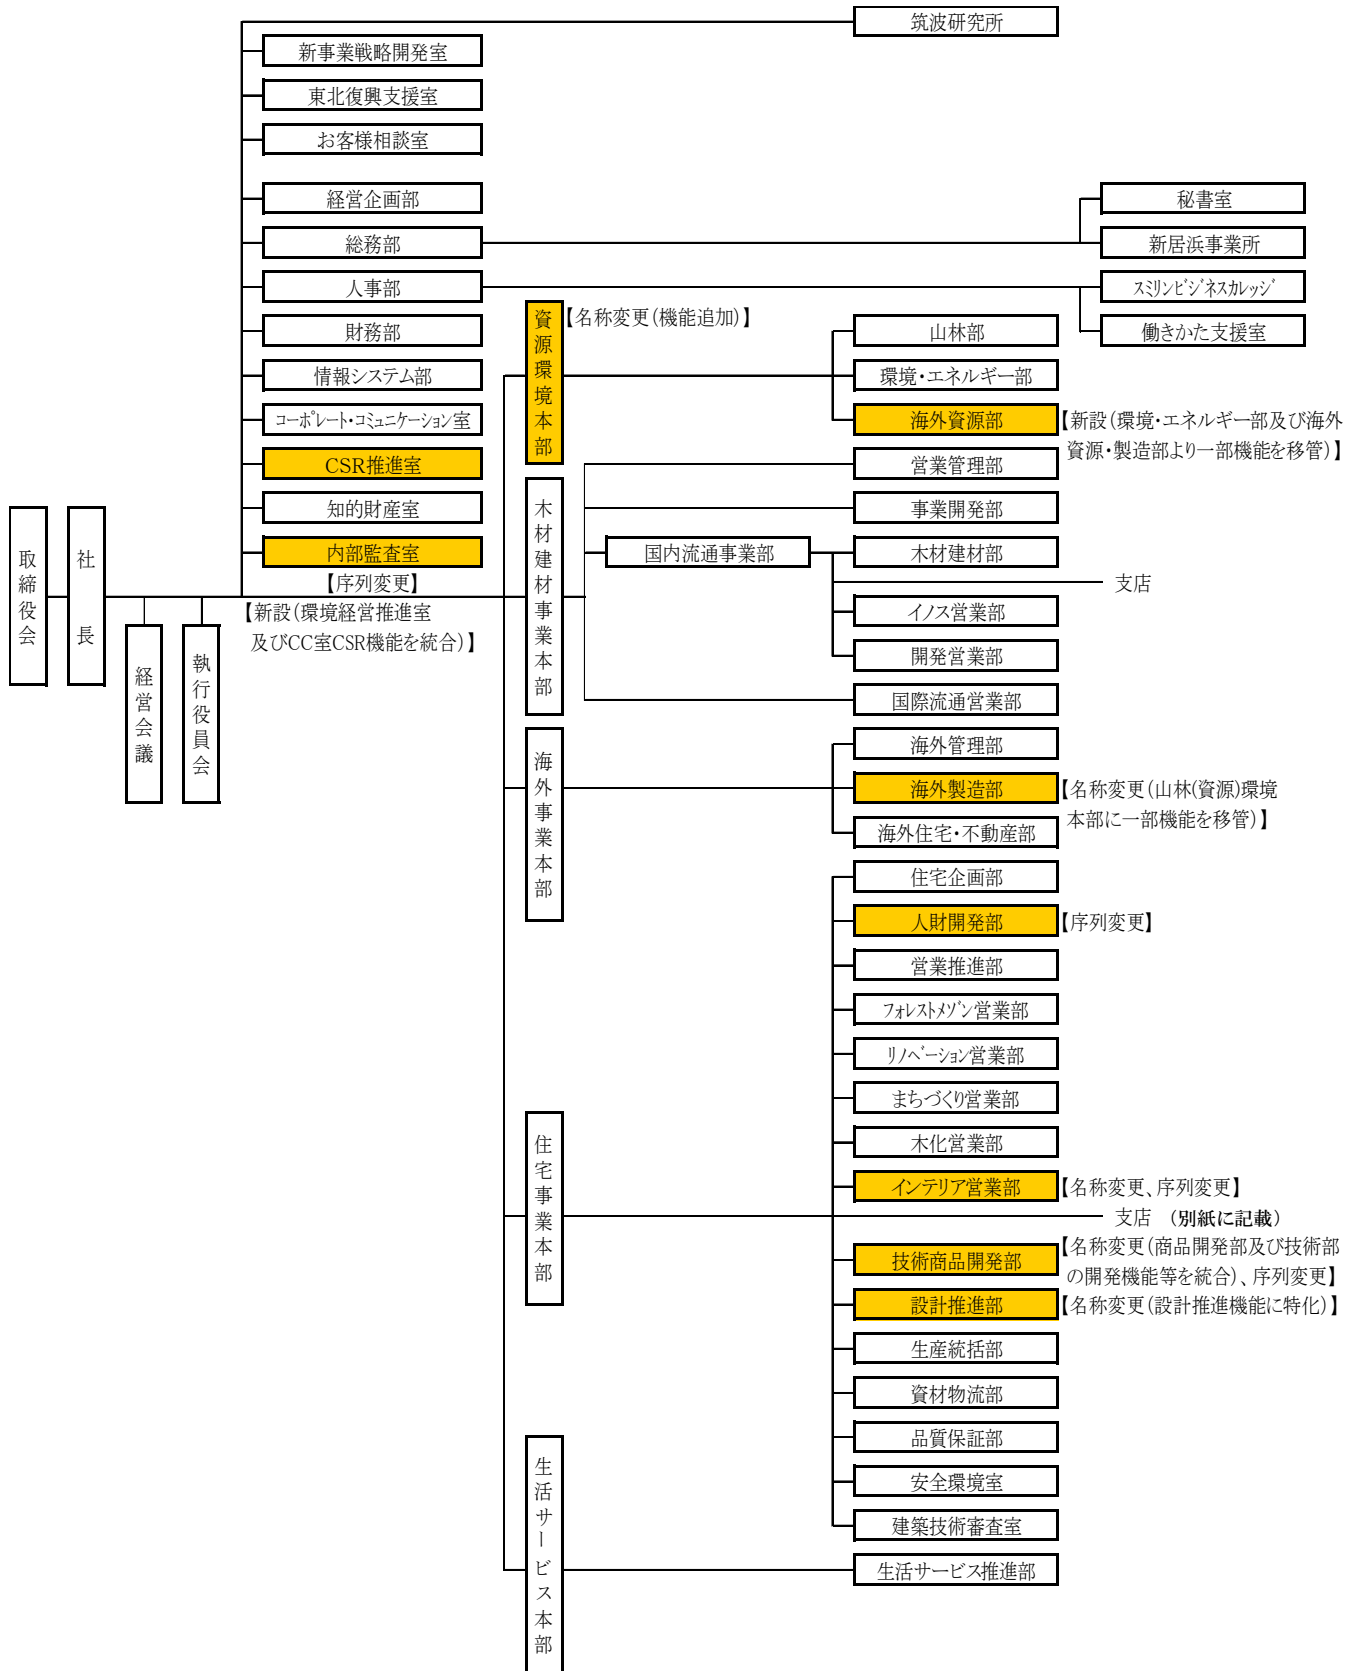 筑波研究所
新事業戦略開発室
東北復興支援室
お客様相談室
経営企画部
秘書室
総務部
新居浜事業所
人事部
スミリンビジネスカレッジ
資源環境本部
【名称変更(機能追加)】
財務部
山林部
働きかた支援室
情報システム部
環境・エネルギー部
コーポレート・コミュニケーション室
海外資源部
【新設(環境・エネルギー部及び海外
資源・製造部より一部機能を移管)】
CSR推進室
営業管理部
木材建材事業本部
知的財産室
事業開発部
取締役会
社長
内部監査室
国内流通事業部
木材建材部
【序列変更】
支店
【新設(環境経営推進室
及びCC室CSR機能を統合)】
イノス営業部
経営会議
執行役員会
開発営業部
国際流通営業部
海外事業本部
海外管理部
海外製造部
【名称変更(山林(資源)環境
本部に一部機能を移管)】
海外住宅・不動産部
住宅企画部
人財開発部
【序列変更】
営業推進部
フォレストメゾン営業部
リノベーション営業部
まちづくり営業部
住宅事業本部
木化営業部
インテリア営業部
【名称変更、序列変更】
支店 (別紙に記載)
技術商品開発部
【名称変更(商品開発部及び技術部
の開発機能等を統合)、序列変更】
設計推進部
【名称変更(設計推進機能に特化)】
生産統括部
資材物流部
品質保証部
生活サービス本部
安全環境室
建築技術審査室
生活サービス推進部